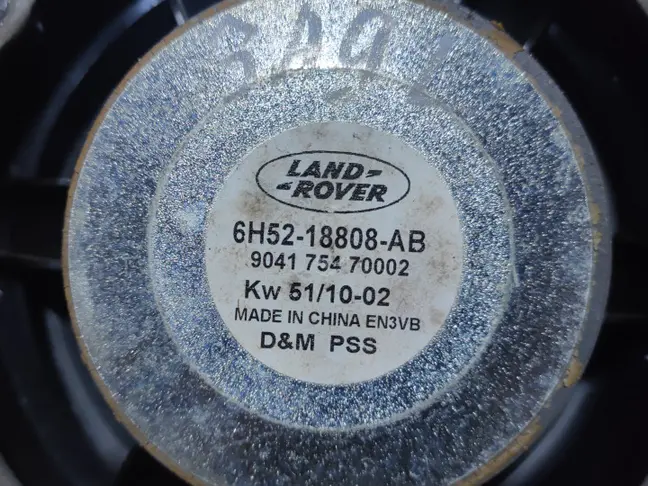 LAND-
-ROVER
6H52-18808-AB
9041 754 70002
Kw 51/10-02
MADE IN CHINA EN3VB
D&M PSS